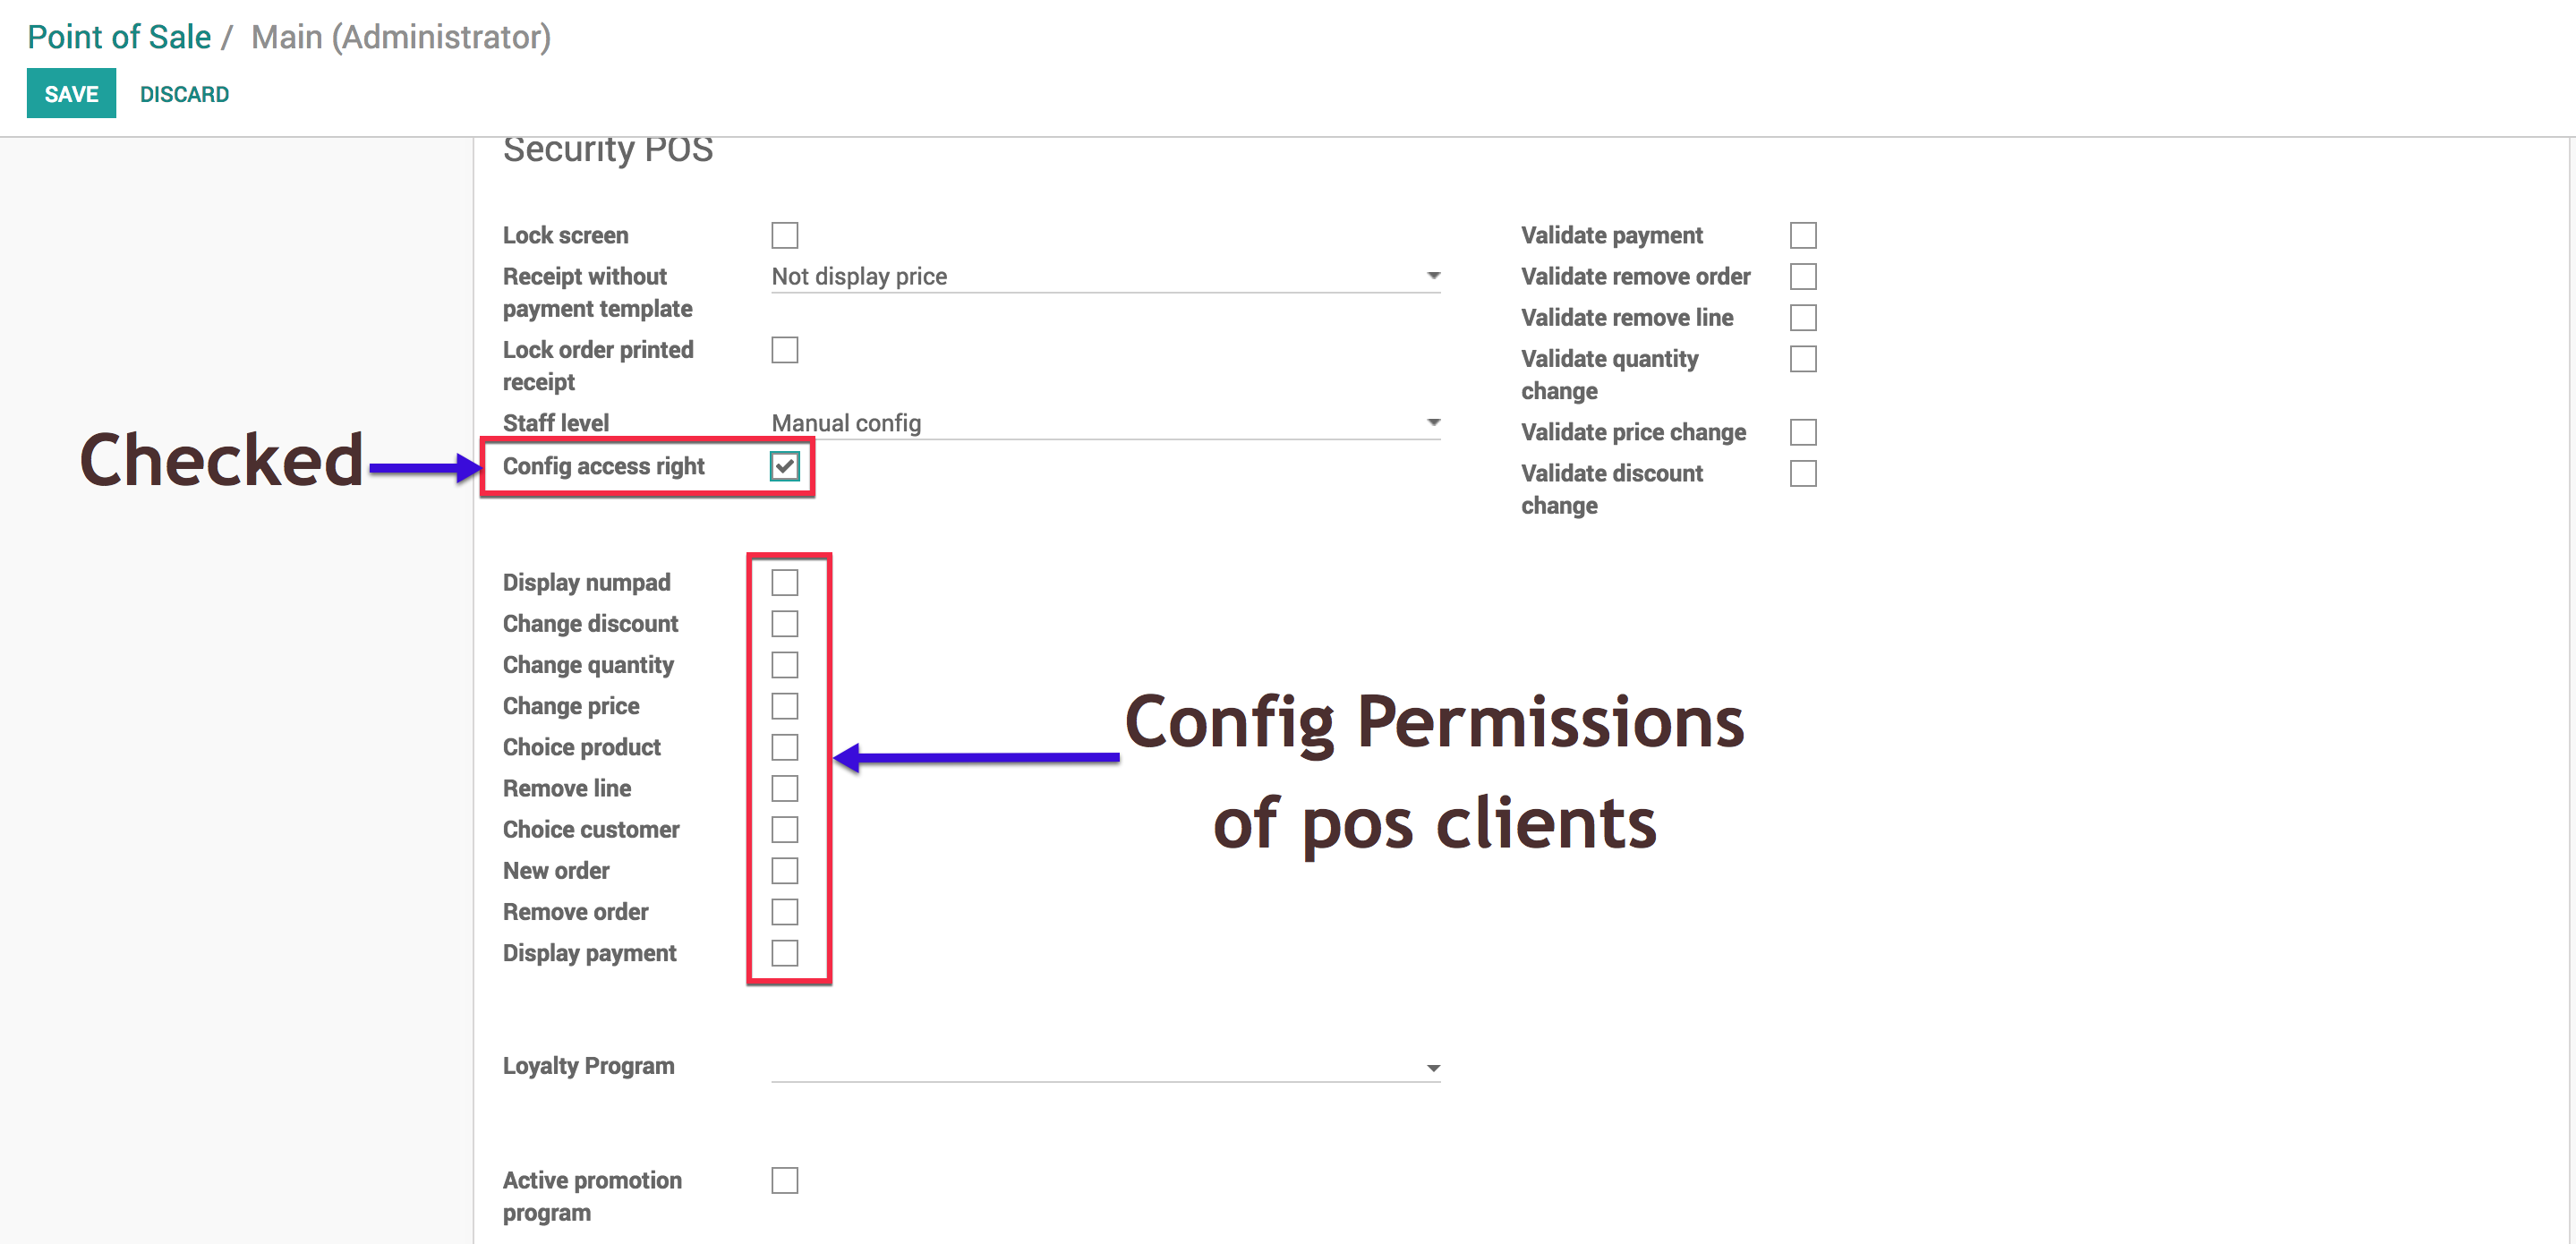 Point of Sale / Main (Administrator)
SAVE DISCARD
Security POS
Lock screen
Receipt without
payment template
Not display price
Lock order printed
receipt
Staff level
Manual config
Config access right
Checked
Validate payment
Validate remove order
Validate remove line
Validate quantity
change
Validate price change
Validate discount
change
Display numpad
Change discount
Change quantity
Change price
Choice product
Remove line
Choice customer
New order
Remove order
Display payment
Config Permissions
of pos clients
Loyalty Program
Active promotion
program